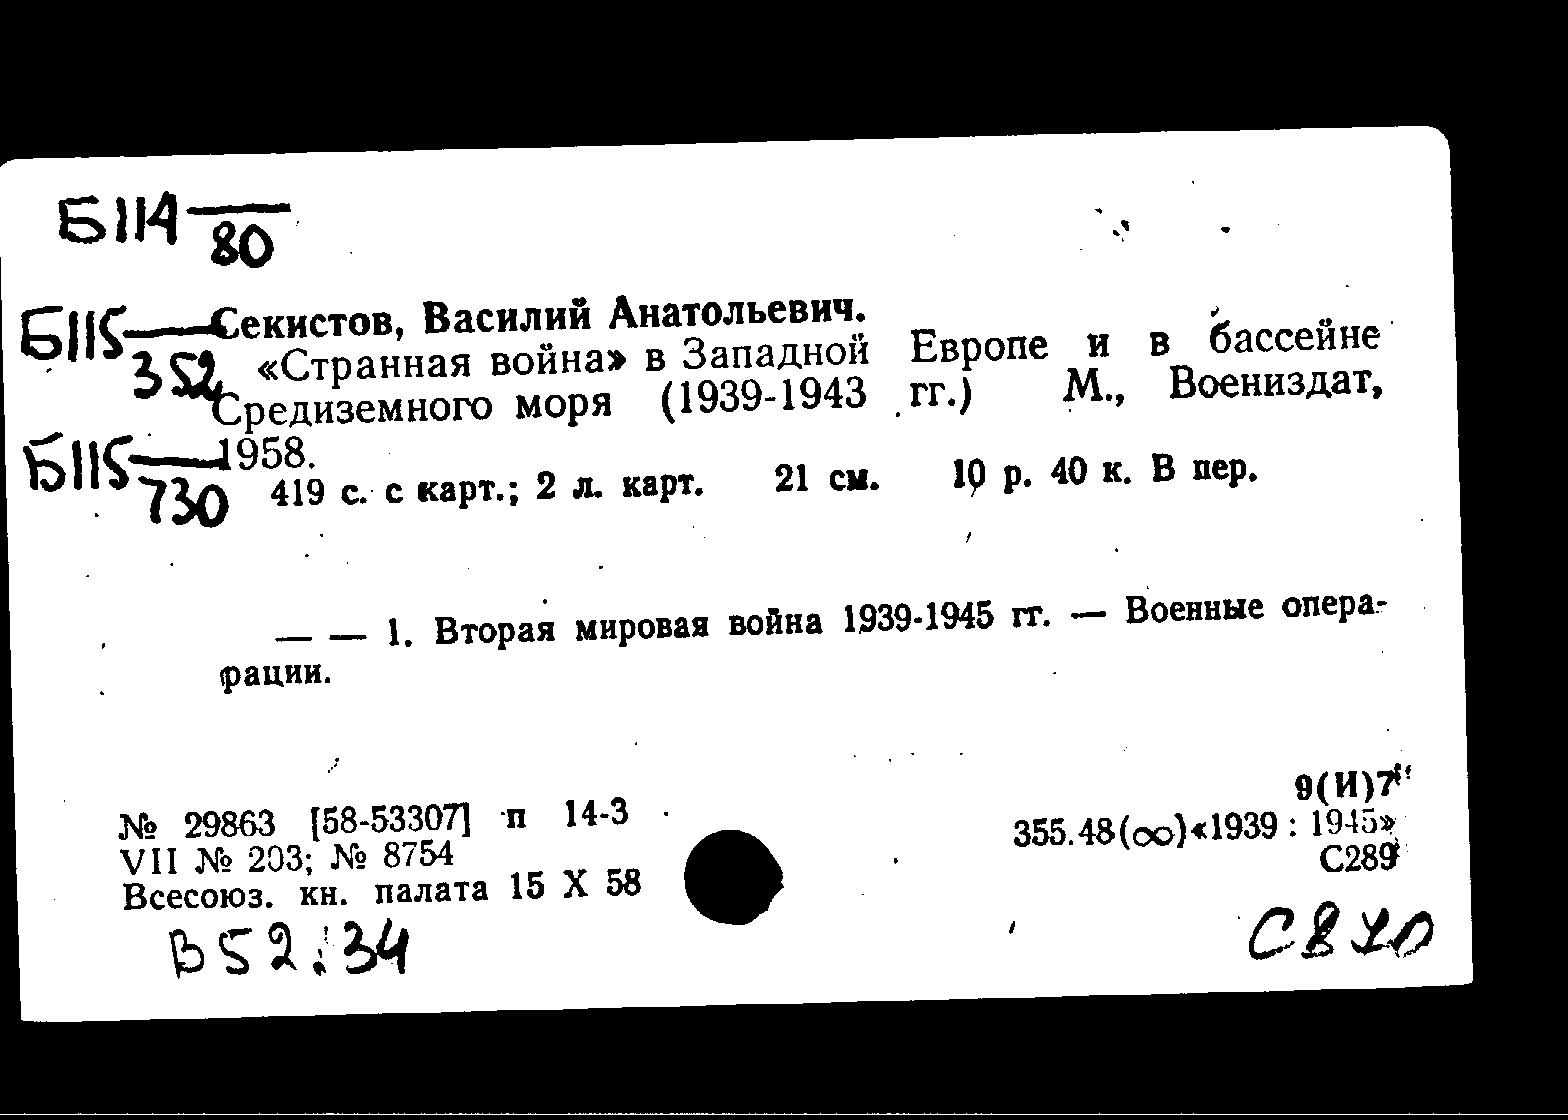 Б114
80
Б115
352
Секистов, Василий Анатольевич.
«Странная война» в Западной Европе и в бассейне
Средиземного моря (1939-1943 гг.) М., Воениздат,
1958.
Б115
730
419 с. с карт.; 2 л. карт. 21 см. 10 р. 40 к. В пер.
— — 1. Вторая мировая война 1939-1945 гг. — Военные опера-
рации.
9(И)7"
№ 29863 [58-53307] п 14-3
355.48(∞)«1939 : 1945»
VII № 203; № 8754
С289
Всесоюз. кн. палата 15 X 58
В52:34